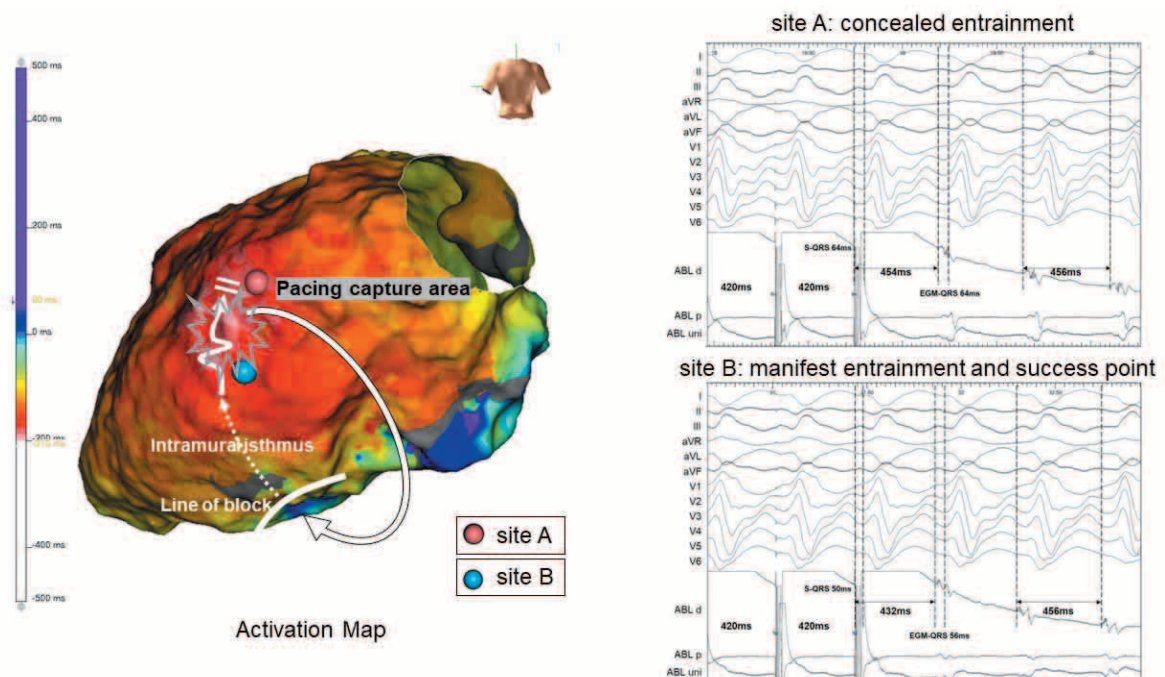 500 ms
400 ms
200 ms
0 ms
-400 ms
-500 ms
Pacing capture area
Intramural isthmus
Line of block
site A
site B
Activation Map
site A: concealed entrainment
I
II
III
aVR
aVL
aVF
V1
V2
V3
V4
V5
V6
S-QRS 64ms
ABL d
420ms
420ms
454ms
456ms
EGM-QRS 64ms
ABL p
ABL uni
site B: manifest entrainment and success point
I
II
III
aVR
aVL
aVF
V1
V2
V3
V4
V5
V6
S-QRS 50ms
ABL d
420ms
420ms
432ms
456ms
EGM-QRS 56ms
ABL p
ABL uni